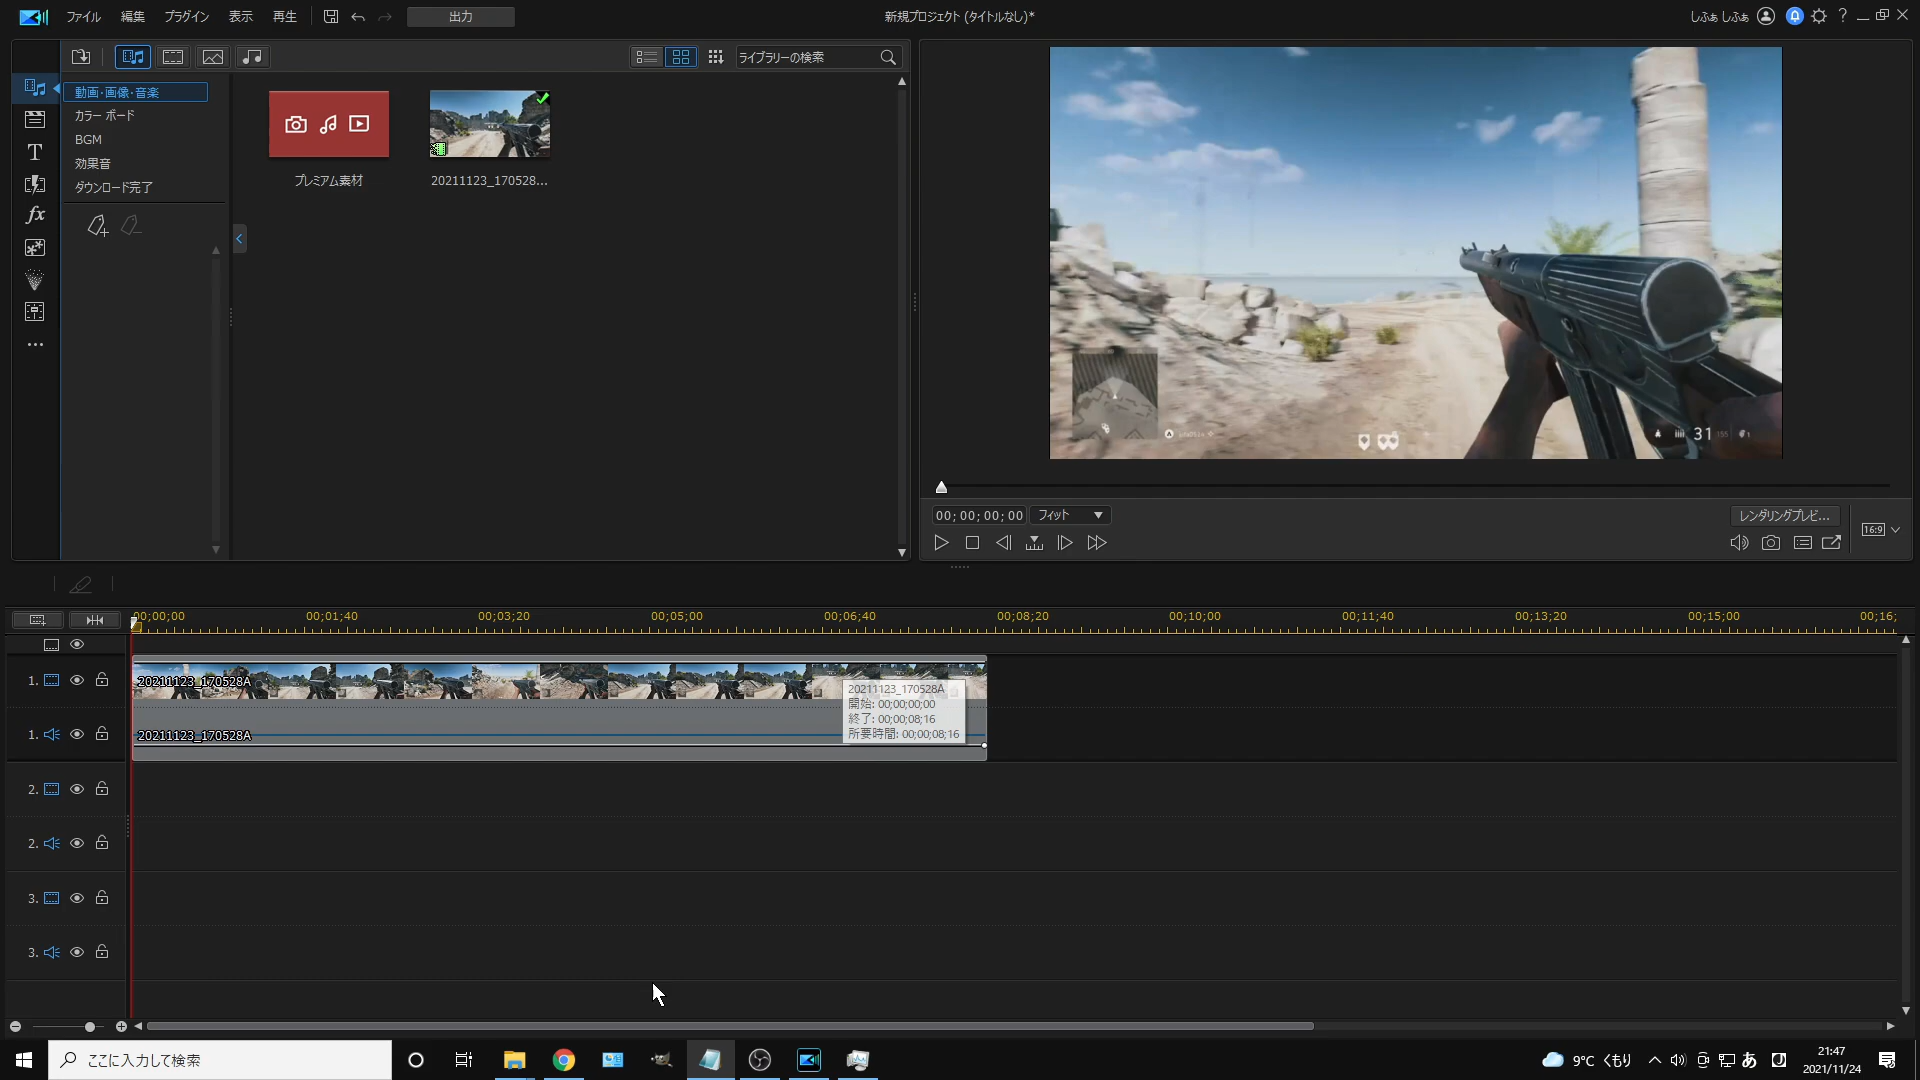 ファイル 編集 プラグイン 表示 再生 出力 新規プロジェクト (タイトルなし)* しふぁ しふぁ ?
ライブラリーの検索
動画・画像・音楽
カラー ボード
BGM
効果音
ダウンロード完了
プレミアム素材
20211123_170528...
31
00;00;00;00 フィット レンダリングプレビ... 16:9
00;00;00 00;01;40 00;03;20 00;05;00 00;06;40 00;08;20 00;10;00 00;11;40 00;13;20 00;15;00 00;16;
1. 20211123_170528A
20211123_170528A
開始: 00;00;00;00
終了: 00;00;08;16
所要時間: 00;00;08;16
1. 20211123_170528A
2.
2.
3.
3.
ここに入力して検索
9°C くもり
あ
21:47
2021/11/24